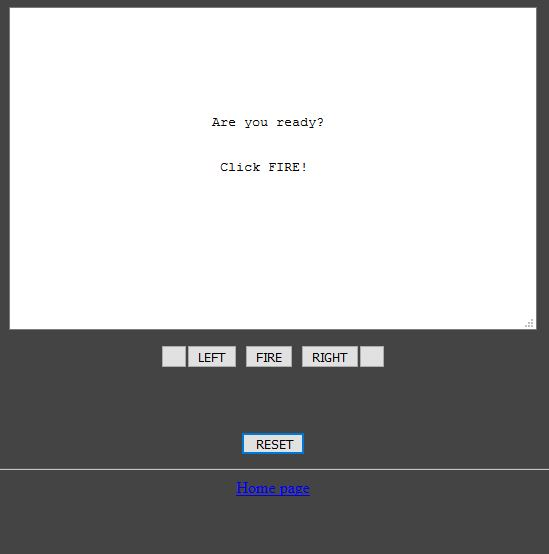 Are you ready?
Click FIRE!
LEFT FIRE RIGHT
RESET
Home page